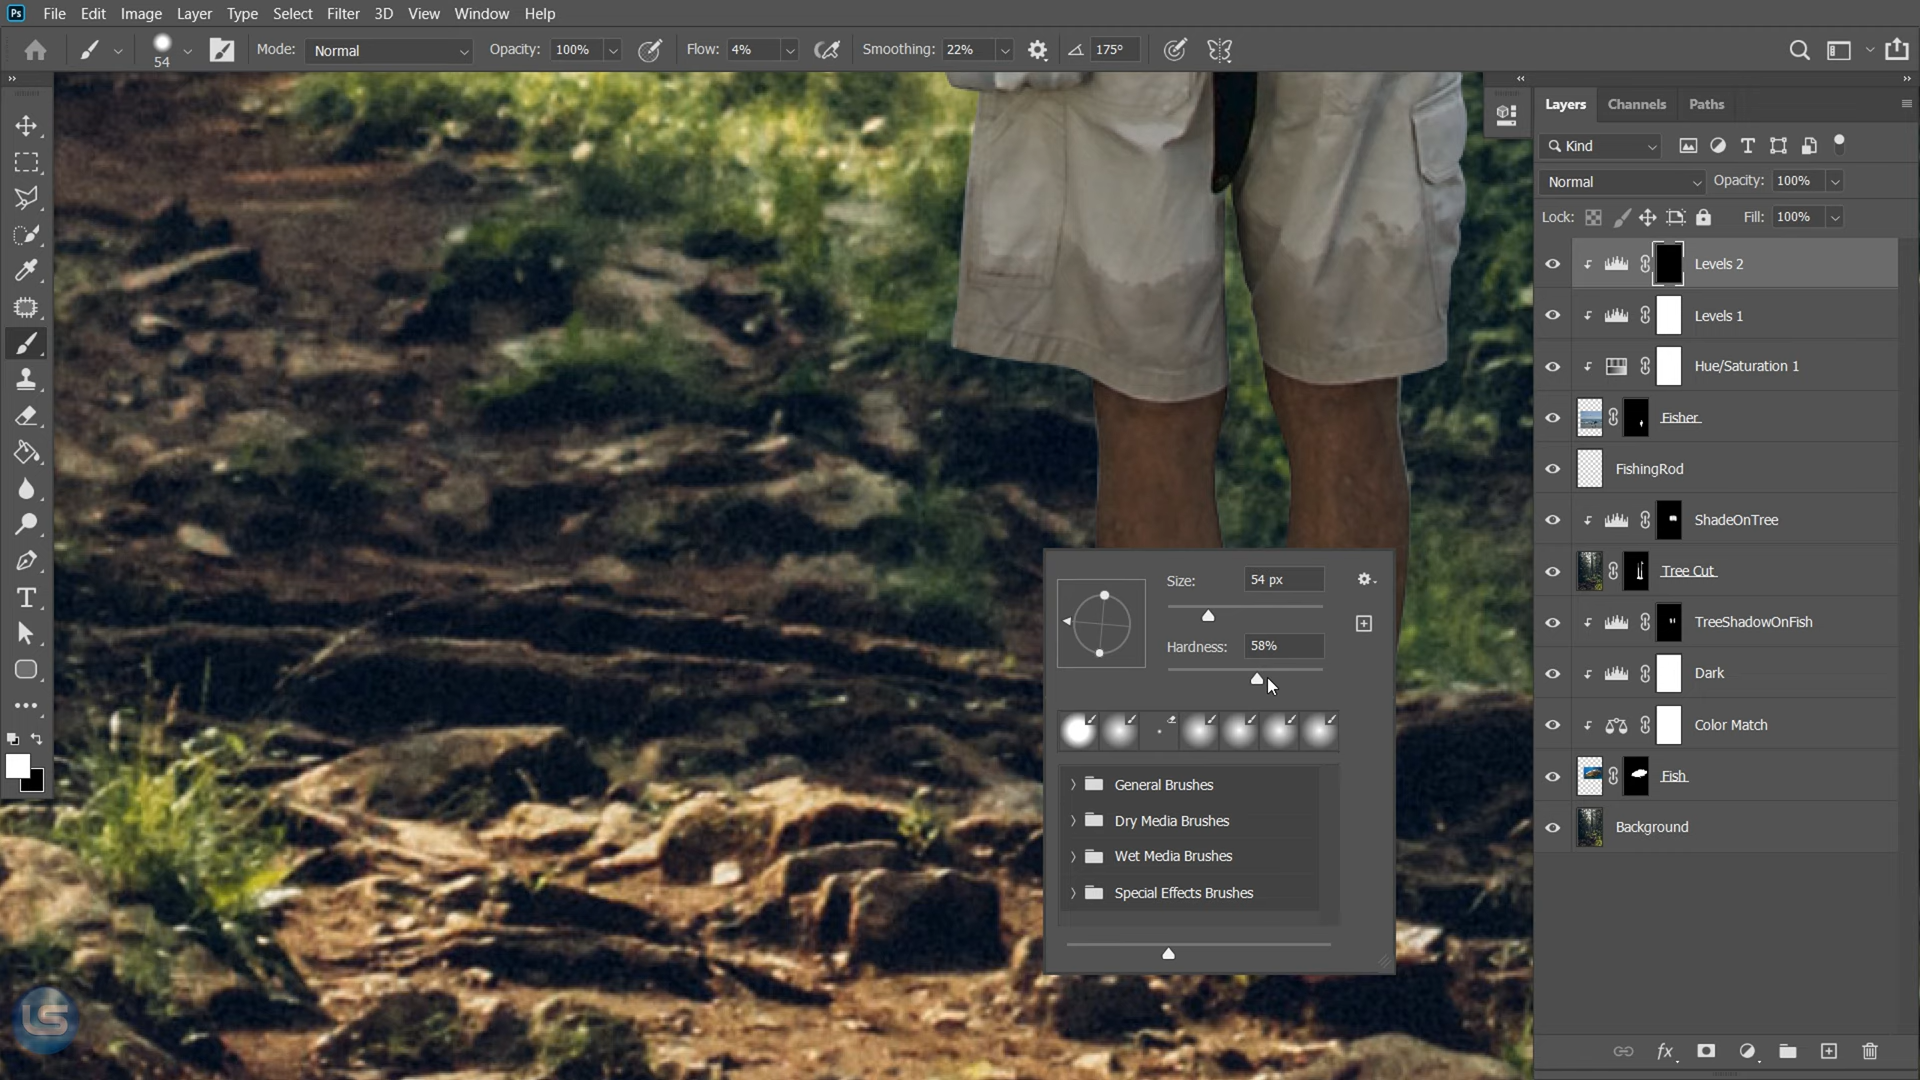 Ps File Edit Image Layer Type Select Filter 3D View Window Help
54 Mode: Normal Opacity: 100% Flow: 4% Smoothing: 22% 175°
Layers Channels Paths
Kind
Normal Opacity: 100%
Lock: Fill: 100%
Levels 2
Levels 1
Hue/Saturation 1
Fisher
FishingRod
ShadeOnTree
Tree Cut
TreeShadowOnFish
Dark
Color Match
Fish
Background
Size: 54 px
Hardness: 58%
General Brushes
Dry Media Brushes
Wet Media Brushes
Special Effects Brushes
LS
fx